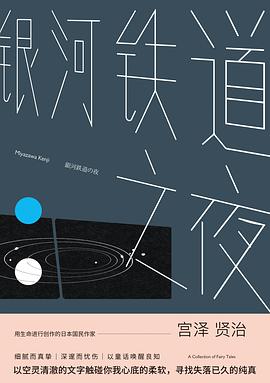 银河铁道
之夜
Miyazawa Kenji
銀河鉄道の夜
用生命进行创作的日本国民作家
宫泽 贤治
细腻而真挚｜深邃而忧伤｜以童话唤醒良知
A Collection of Fairy Tales
以空灵清澈的文字触碰你我心底的柔软，寻找失落已久的纯真